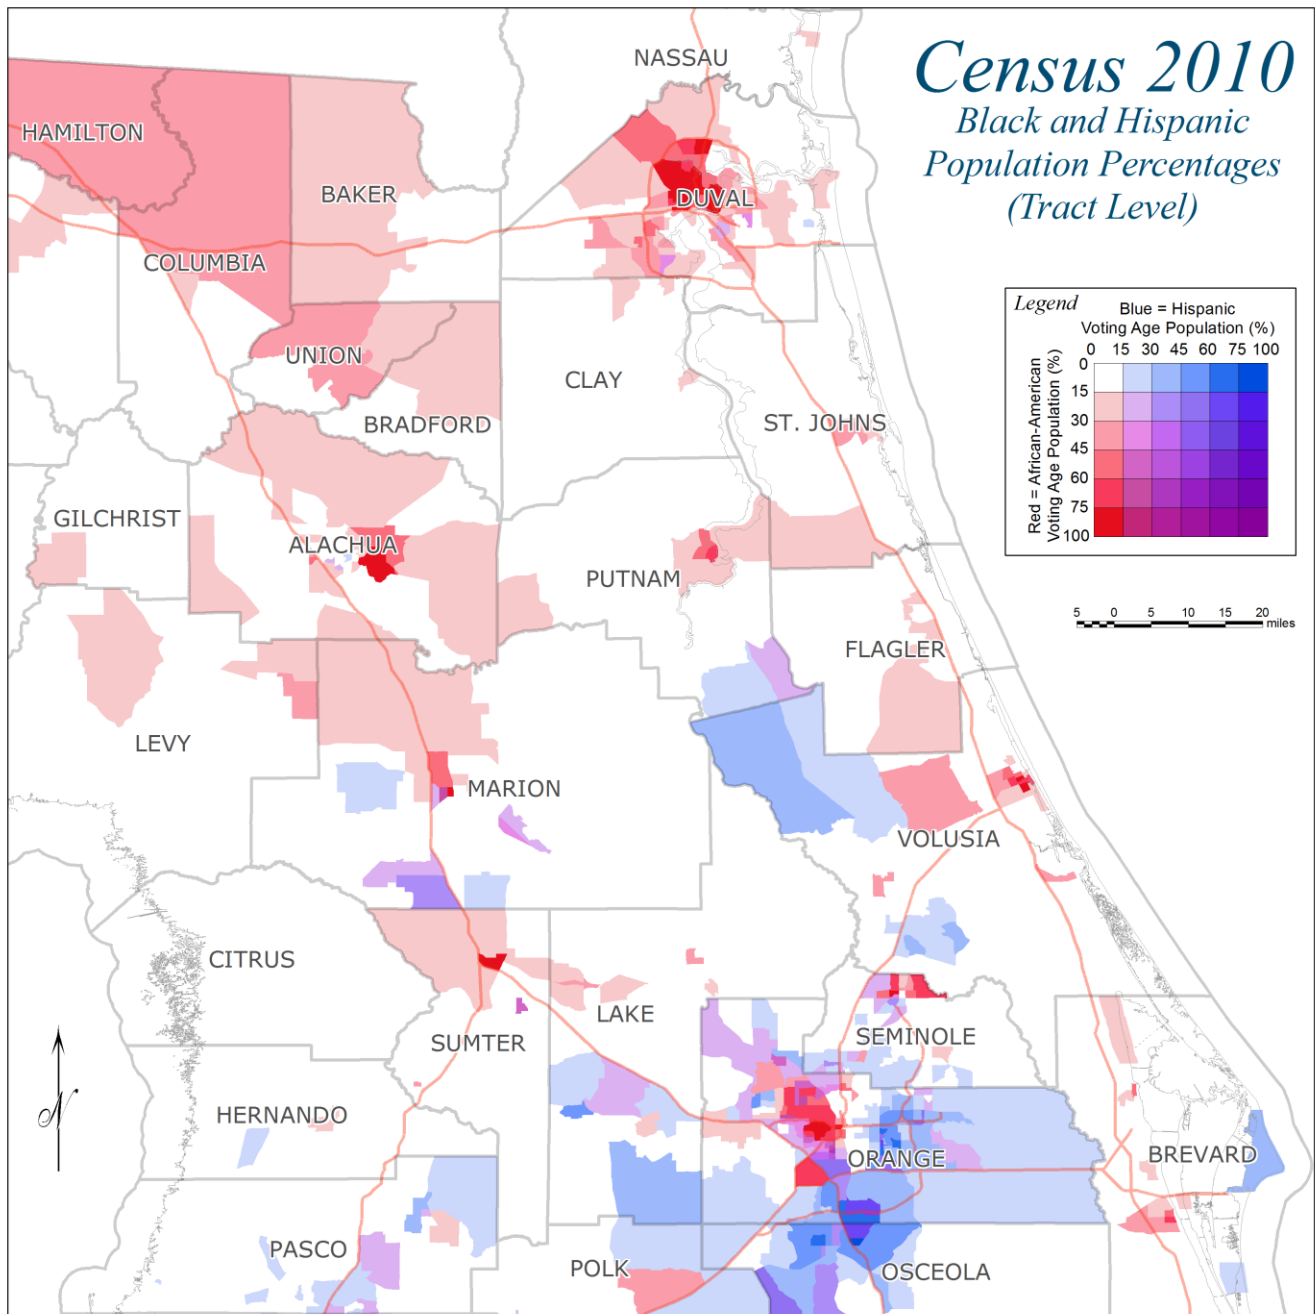 Census 2010
Black and Hispanic
Population Percentages
(Tract Level)
Legend
Blue = Hispanic
Voting Age Population (%)
0 15 30 45 60 75 100
Red = African-American
Voting Age Population (%)
0
15
30
45
60
75
100
5 0 5 10 15 20 miles
NASSAU
HAMILTON
BAKER
DUVAL
COLUMBIA
UNION
CLAY
BRADFORD
ST. JOHNS
GILCHRIST
ALACHUA
PUTNAM
FLAGLER
LEVY
MARION
VOLUSIA
CITRUS
LAKE
SUMTER
SEMINOLE
HERNANDO
ORANGE
BREVARD
PASCO
POLK
OSCEOLA
N